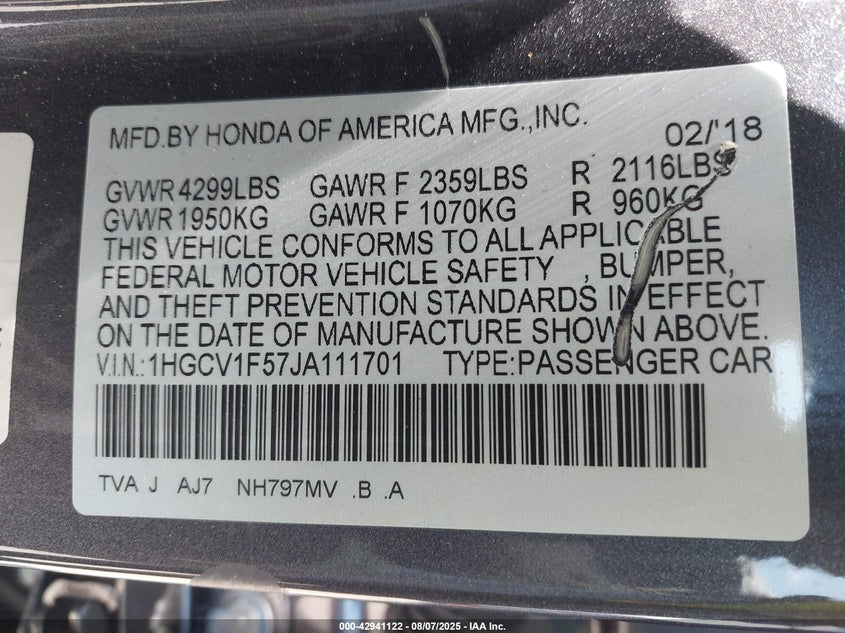 MFD.BY HONDA OF AMERICA MFG.,INC. 02/'18
GVWR 4299LBS GAWR F 2359LBS R 2116LBS
GVWR 1950KG GAWR F 1070KG R 960KG
THIS VEHICLE CONFORMS TO ALL APPLICABLE
FEDERAL MOTOR VEHICLE SAFETY , BUMPER,
AND THEFT PREVENTION STANDARDS IN EFFECT
ON THE DATE OF MANUFACTURE SHOWN ABOVE.
V.I.N.:1HGCV1F57JA111701 TYPE:PASSENGER CAR
TVA J AJ7 NH797MV .B .A
000-42941122 - 08/07/2025 - IAA Inc.